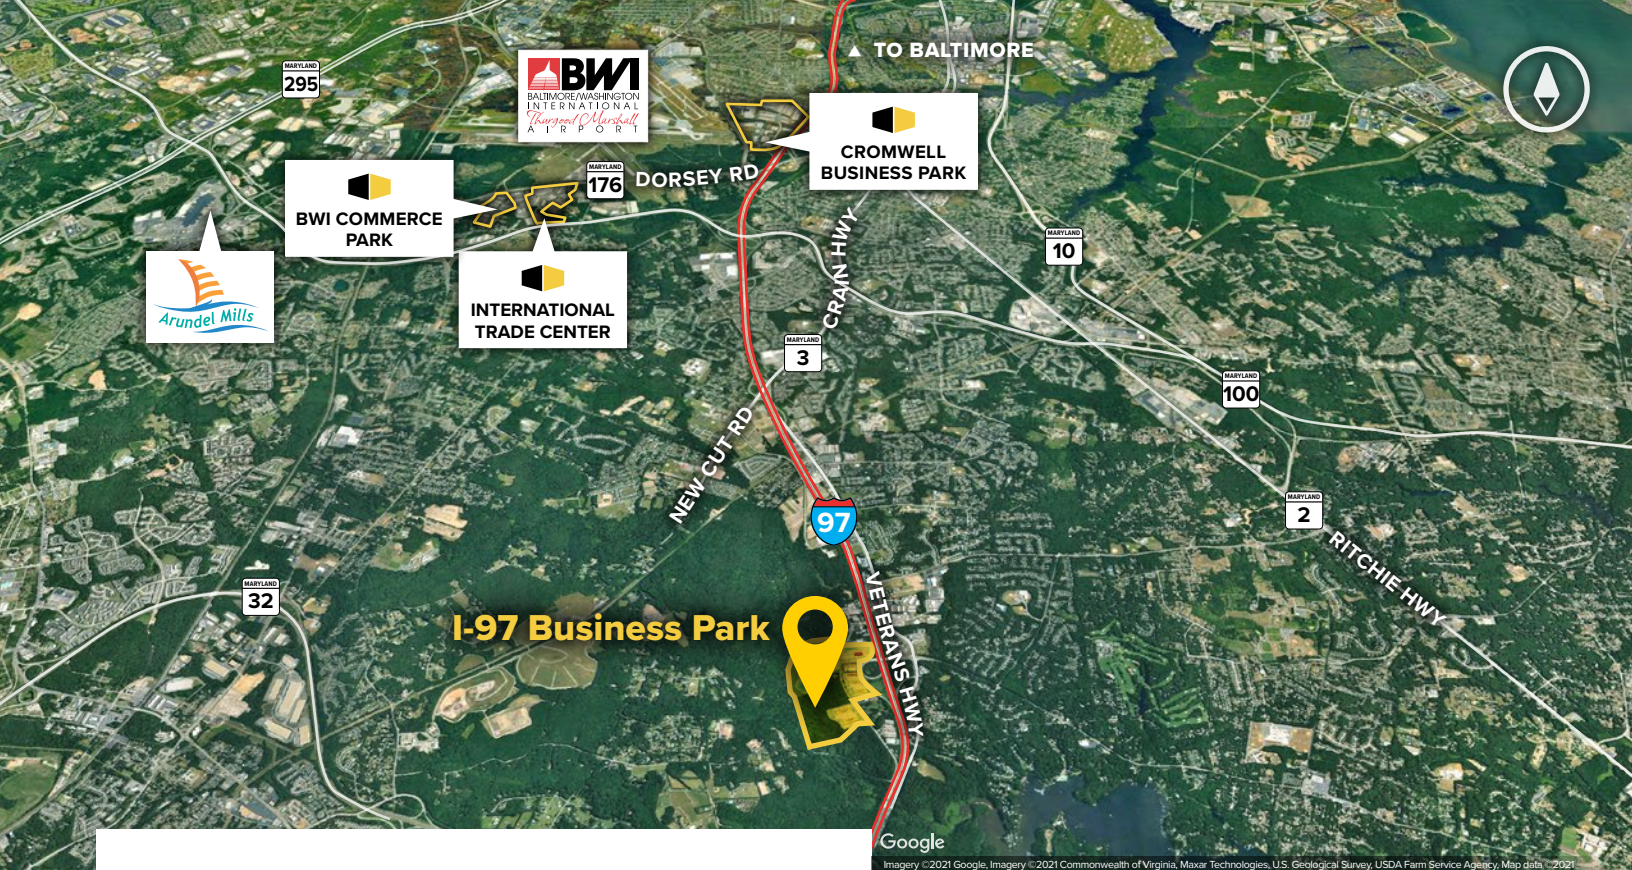 ▲ TO BALTIMORE
MARYLAND
295
BWI
BALTIMORE/WASHINGTON
INTERNATIONAL
Thurgood Marshall
AIRPORT
CROMWELL
BUSINESS PARK
MARYLAND
176
DORSEY RD
BWI COMMERCE
PARK
INTERNATIONAL
TRADE CENTER
Arundel Mills
CRAIN HWY
MARYLAND
10
MARYLAND
3
MARYLAND
100
NEW CUT RD
97
MARYLAND
2
RITCHIE HWY
MARYLAND
32
VETERANS HWY
I-97 Business Park
Google
Imagery ©2021 Google, Imagery ©2021 Commonwealth of Virginia, Maxar Technologies, U.S. Geological Survey, USDA Farm Service Agency, Map data ©2021